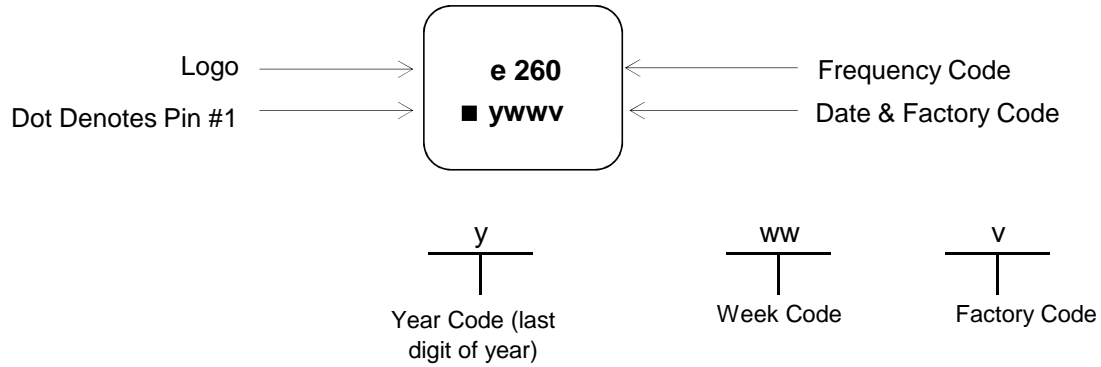 Logo
Dot Denotes Pin #1
e 260
■ ywwv
Frequency Code
Date & Factory Code
y
Year Code (last
digit of year)
ww
Week Code
v
Factory Code